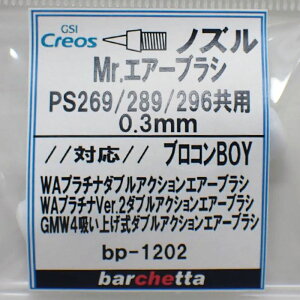 GSI
Creos ノズル
Mr.エアーブラシ
PS269/289/296共用
0.3mm
//対応//プロコンBOY
WAプラチナダブルアクションエアーブラシ
WAプラチナVer.2ダブルアクションエアーブラシ
GMW4吸い上げ式ダブルアクションエアーブラシ
bp-1202
barchetta